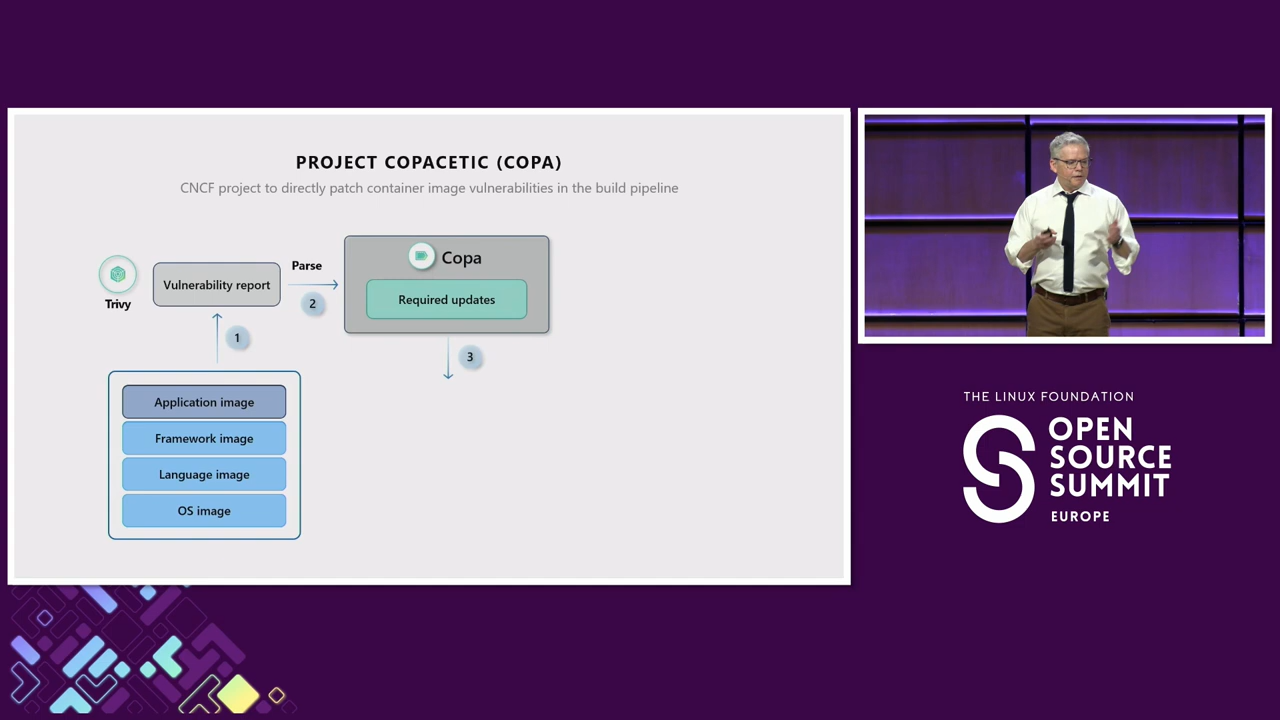 PROJECT COPACETIC (COPA)
CNCF project to directly patch container image vulnerabilities in the build pipeline
Trivy
Vulnerability report
Parse
2
Copa
Required updates
1
3
Application image
Framework image
Language image
OS image
THE LINUX FOUNDATION
OPEN
SOURCE
SUMMIT
EUROPE